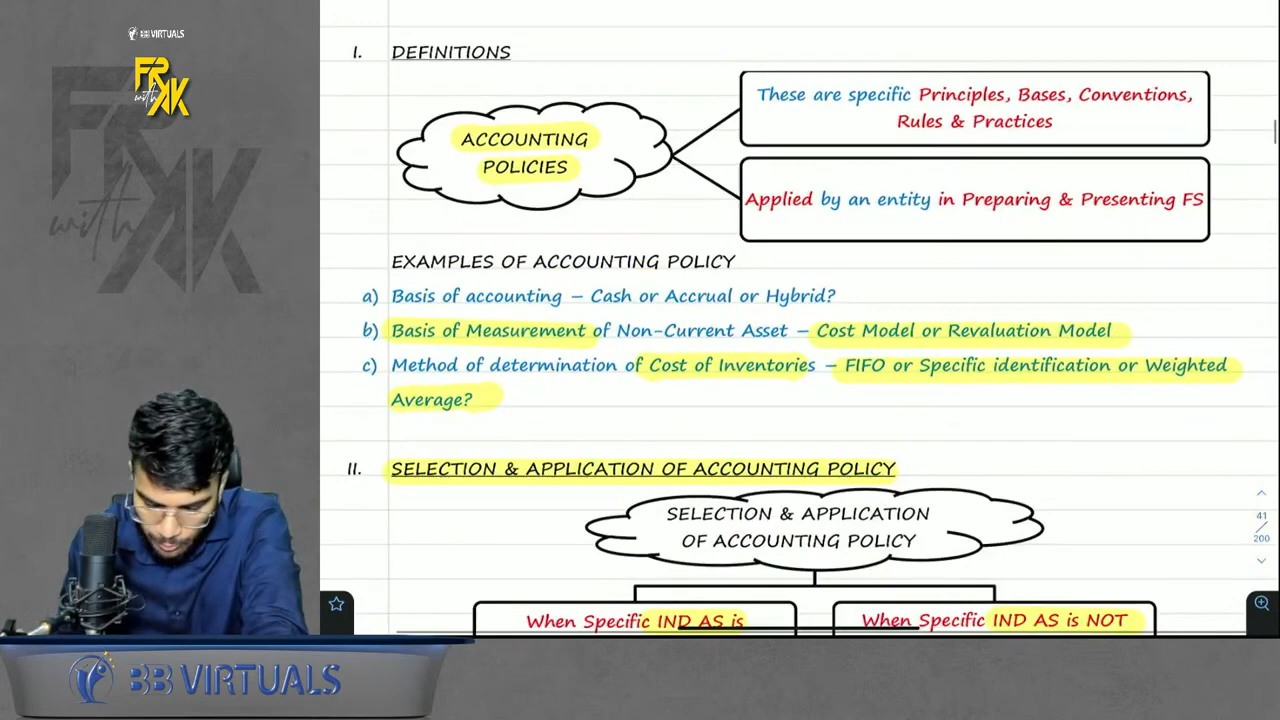 BB VIRTUALS
FR
with
AK
I. DEFINITIONS
ACCOUNTING
POLICIES
These are specific Principles, Bases, Conventions,
Rules & Practices
Applied by an entity in Preparing & Presenting FS
EXAMPLES OF ACCOUNTING POLICY
a) Basis of accounting – Cash or Accrual or Hybrid?
b) Basis of Measurement of Non-Current Asset – Cost Model or Revaluation Model
c) Method of determination of Cost of Inventories – FIFO or Specific identification or Weighted
Average?
II. SELECTION & APPLICATION OF ACCOUNTING POLICY
SELECTION & APPLICATION
OF ACCOUNTING POLICY
41
200
When Specific IND AS is
When Specific IND AS is NOT
BB VIRTUALS